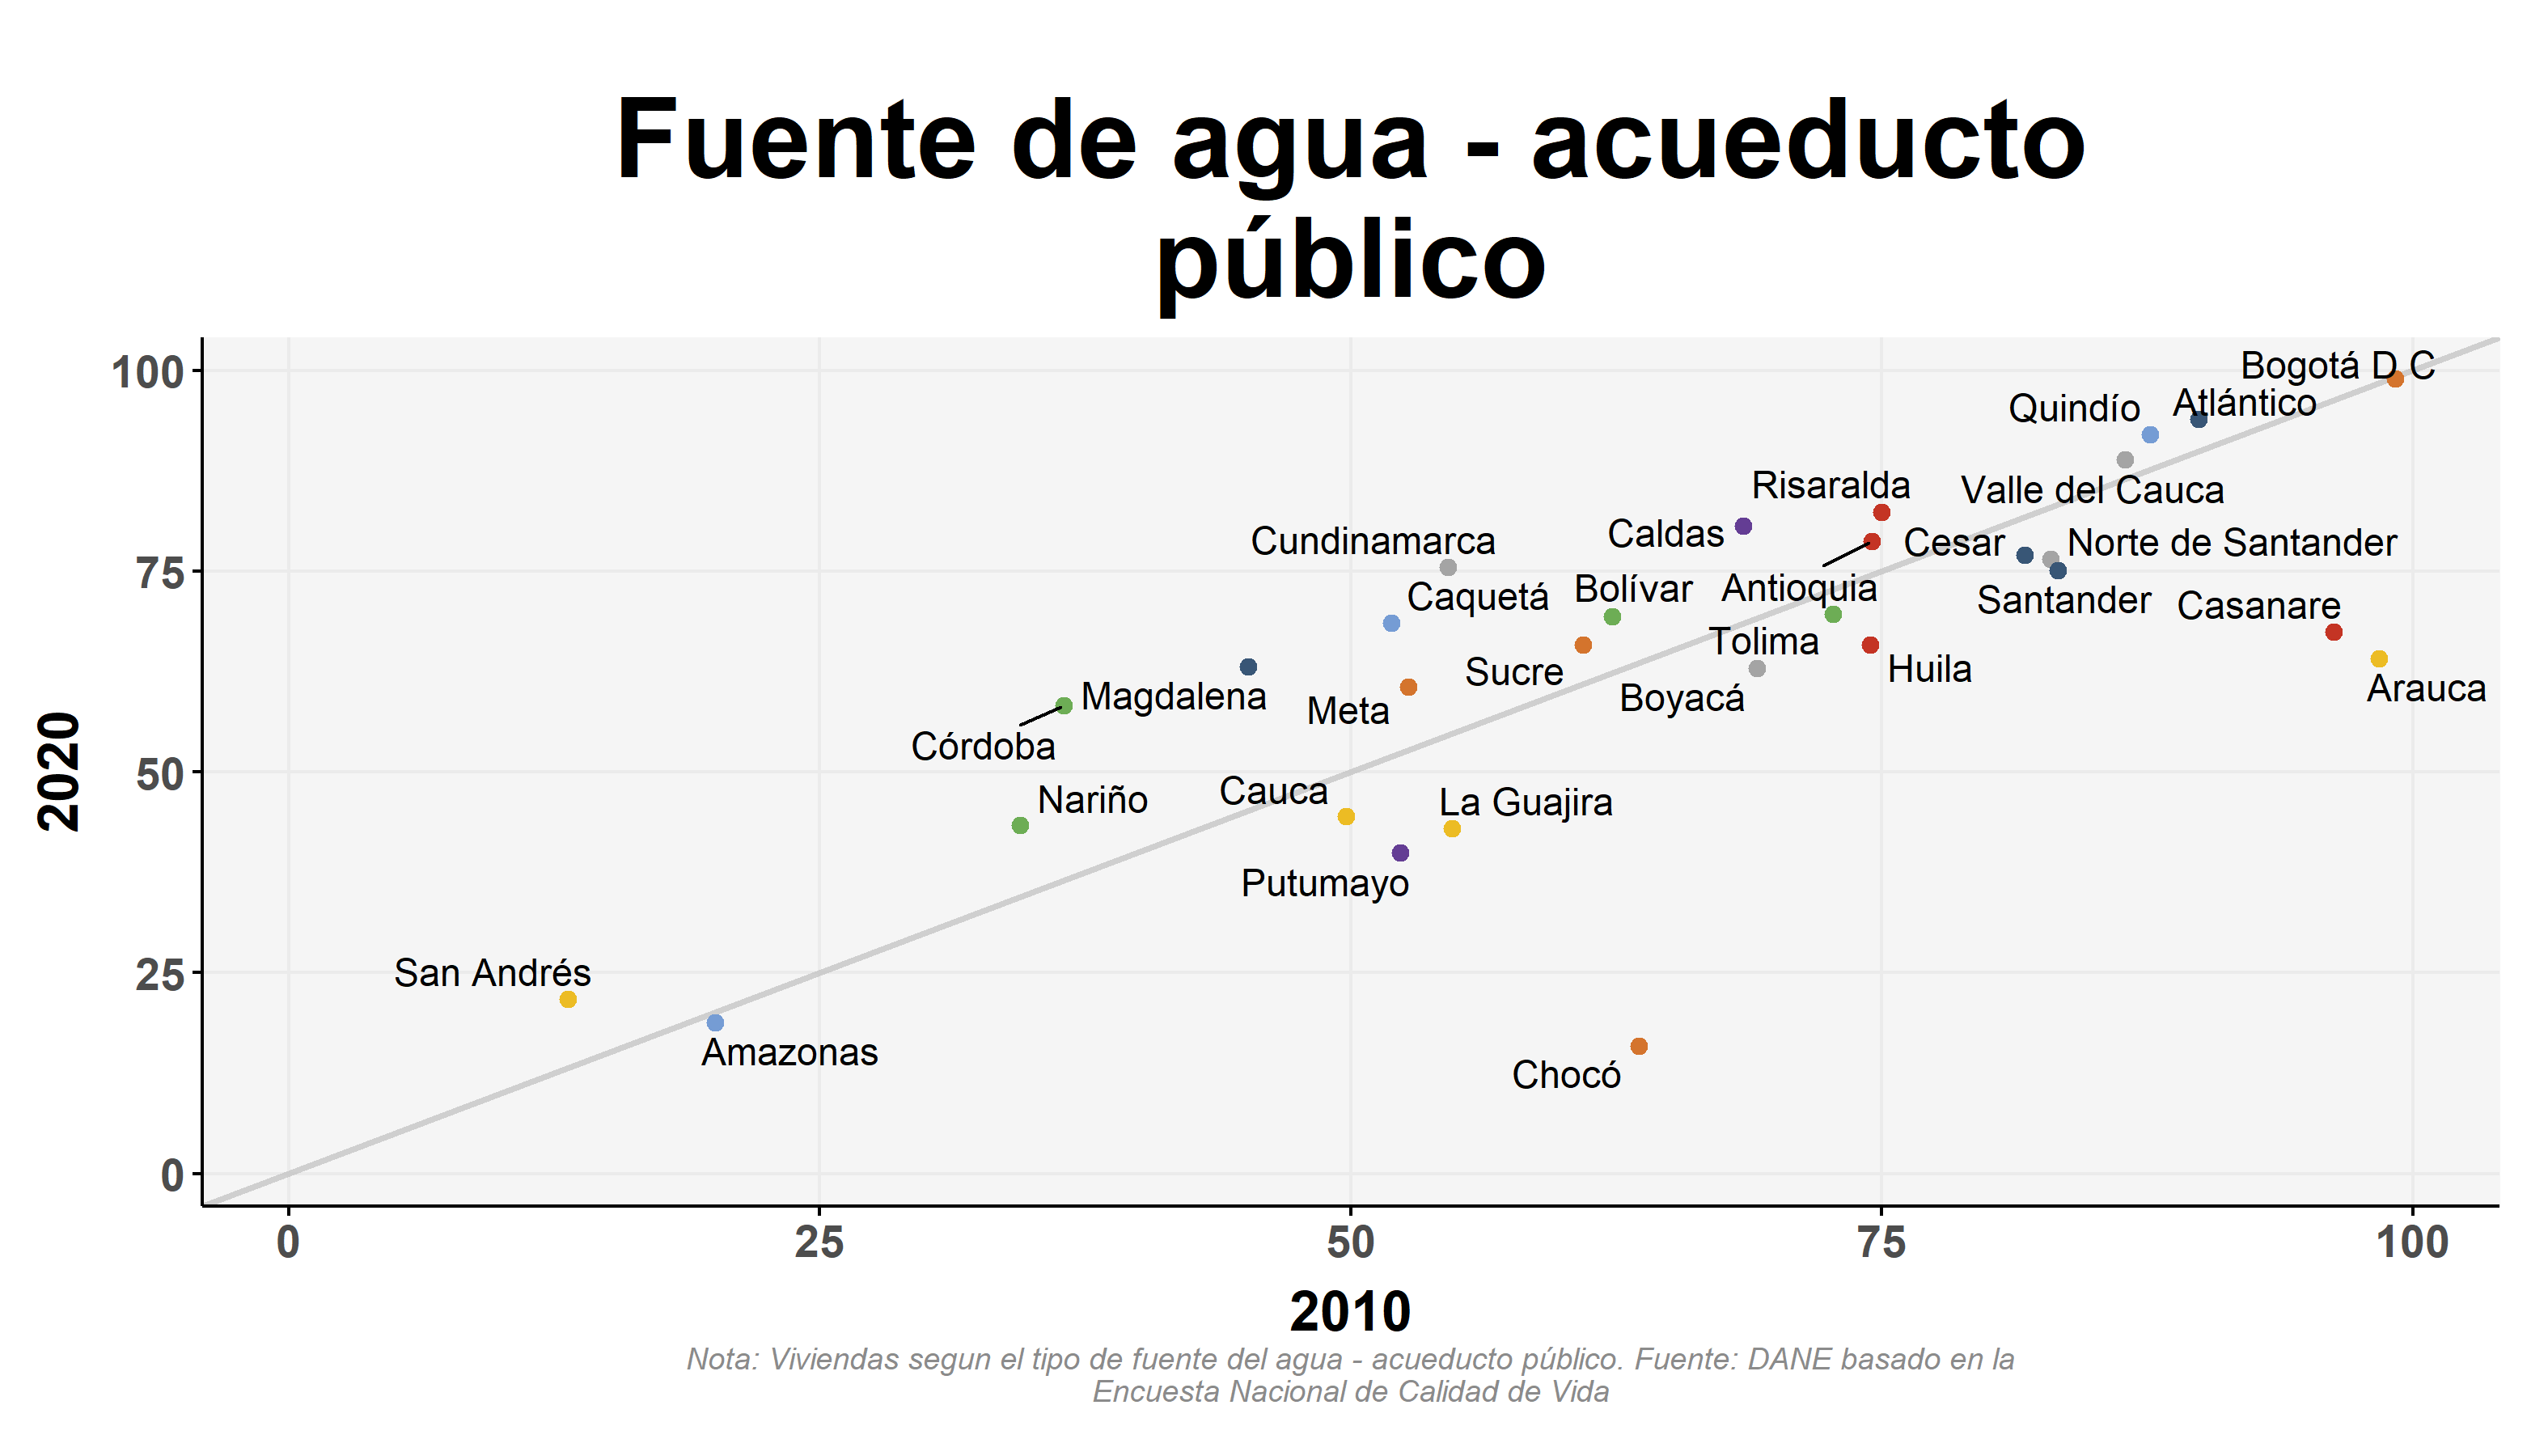 Fuente de agua - acueducto
público
100
75
50
25
0
2020
Bogotá D C
Atlántico
Quindío
Valle del Cauca
Risaralda
Caldas
Cundinamarca
Cesar
Norte de Santander
Antioquia
Bolívar
Caquetá
Santander
Casanare
Tolima
Sucre
Huila
Magdalena
Boyacá
Arauca
Meta
Córdoba
Nariño
Cauca
La Guajira
Putumayo
San Andrés
Amazonas
Chocó
0
25
50
75
100
2010
Nota: Viviendas segun el tipo de fuente del agua - acueducto público. Fuente: DANE basado en la
Encuesta Nacional de Calidad de Vida